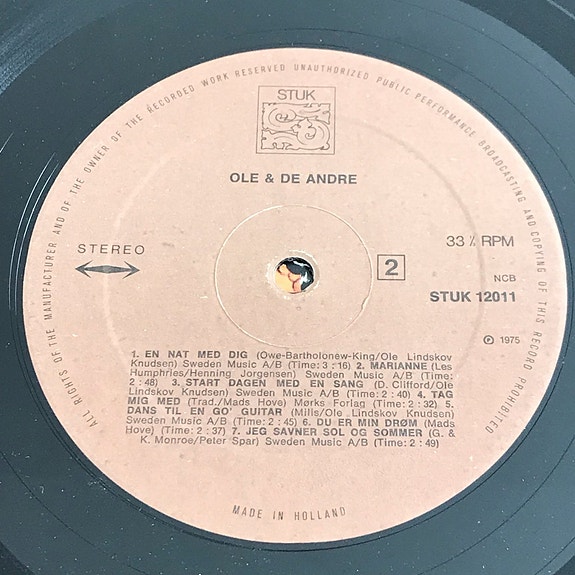 ALL RIGHTS OF THE MANUFACTURER AND OF THE OWNER OF THE RECORDED WORK RESERVED UNAUTHORIZED PUBLIC PERFORMANCE BROADCASTING AND COPYING OF THIS RECORD PROHIBITED
STUK
OLE & DE ANDRE
STEREO
33 ⅓ RPM
2
NCB
STUK 12011
℗ 1975
1. EN NAT MED DIG (Owe-Bartholonew-King/Ole Lindskov
Knudsen) Sweden Music A/B (Time: 3 :16) 2. MARIANNE (Les
Humphries/Henning Jorgensen) Sweden Music A/B (Time:
2 :48) 3. START DAGEN MED EN SANG (D. Clifford/Ole
Lindskov Knudsen) Sweden Music A/B (Time: 2 :40) 4. TAG
MIG MED (Trad./Mads Hove) Mørks Forlag (Time: 2 :32) 5.
DANS TIL EN GO' GUITAR (Mills/Ole Lindskov Knudsen)
Sweden Music A/B (Time: 2 :45) 6. DU ER MIN DRØM (Mads
Hove) (Time: 2 :37) 7. JEG SAVNER SOL OG SOMMER (G. &
K. Monroe/Peter Spar) Sweden Music A/B (Time: 2 :49)
MADE IN HOLLAND